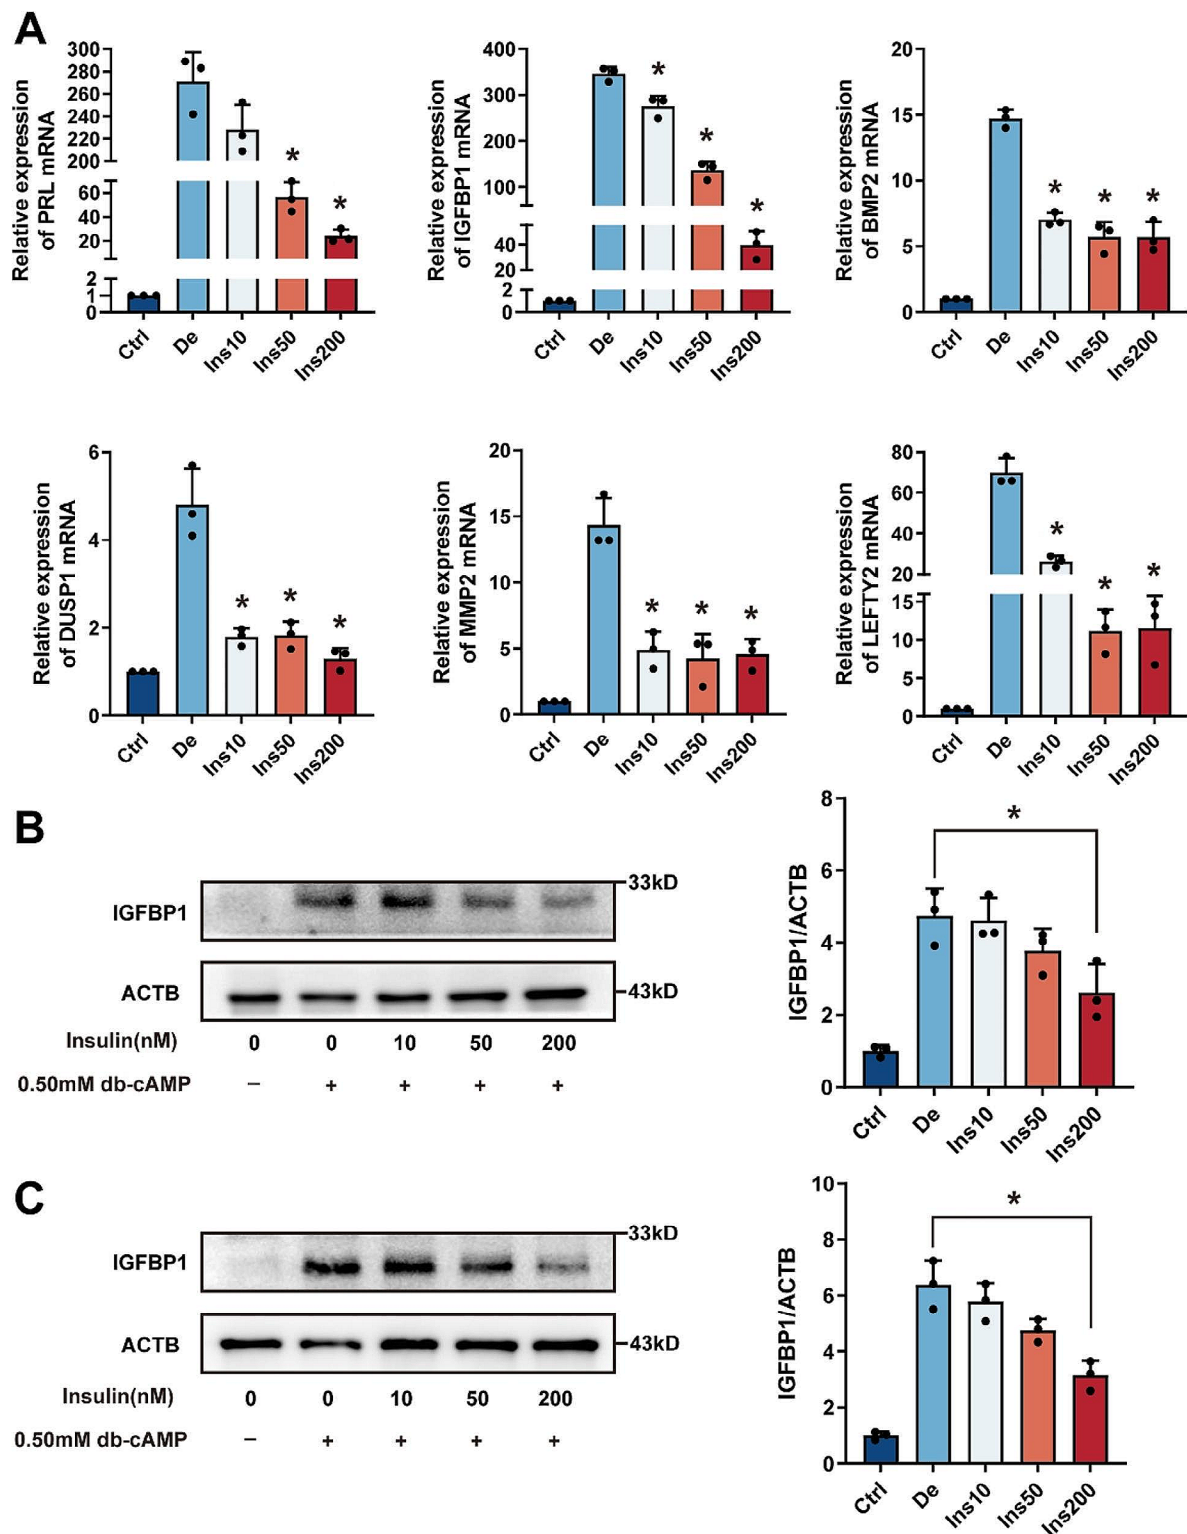 A
Relative expression
of PRL mRNA
300
280
260
240
220
200
60
40
20
2
1
0
*
*
Ctrl
De
Ins10
Ins50
Ins200
Relative expression
of IGFBP1 mRNA
400
300
200
100
40
20
2
0
*
*
*
Ctrl
De
Ins10
Ins50
Ins200
Relative expression
of BMP2 mRNA
20
15
10
5
0
*
*
*
Ctrl
De
Ins10
Ins50
Ins200
Relative expression
of DUSP1 mRNA
6
4
2
0
*
*
*
Ctrl
De
Ins10
Ins50
Ins200
Relative expression
of MMP2 mRNA
20
15
10
5
0
*
*
*
Ctrl
De
Ins10
Ins50
Ins200
Relative expression
of LEFTY2 mRNA
80
60
40
20
15
10
5
0
*
*
*
Ctrl
De
Ins10
Ins50
Ins200
B
IGFBP1
33kD
ACTB
43kD
Insulin(nM) 0 0 10 50 200
0.50mM db-cAMP – + + + +
IGFBP1/ACTB
8
6
4
2
0
*
Ctrl
De
Ins10
Ins50
Ins200
C
IGFBP1
33kD
ACTB
43kD
Insulin(nM) 0 0 10 50 200
0.50mM db-cAMP – + + + +
IGFBP1/ACTB
10
8
6
4
2
0
*
Ctrl
De
Ins10
Ins50
Ins200